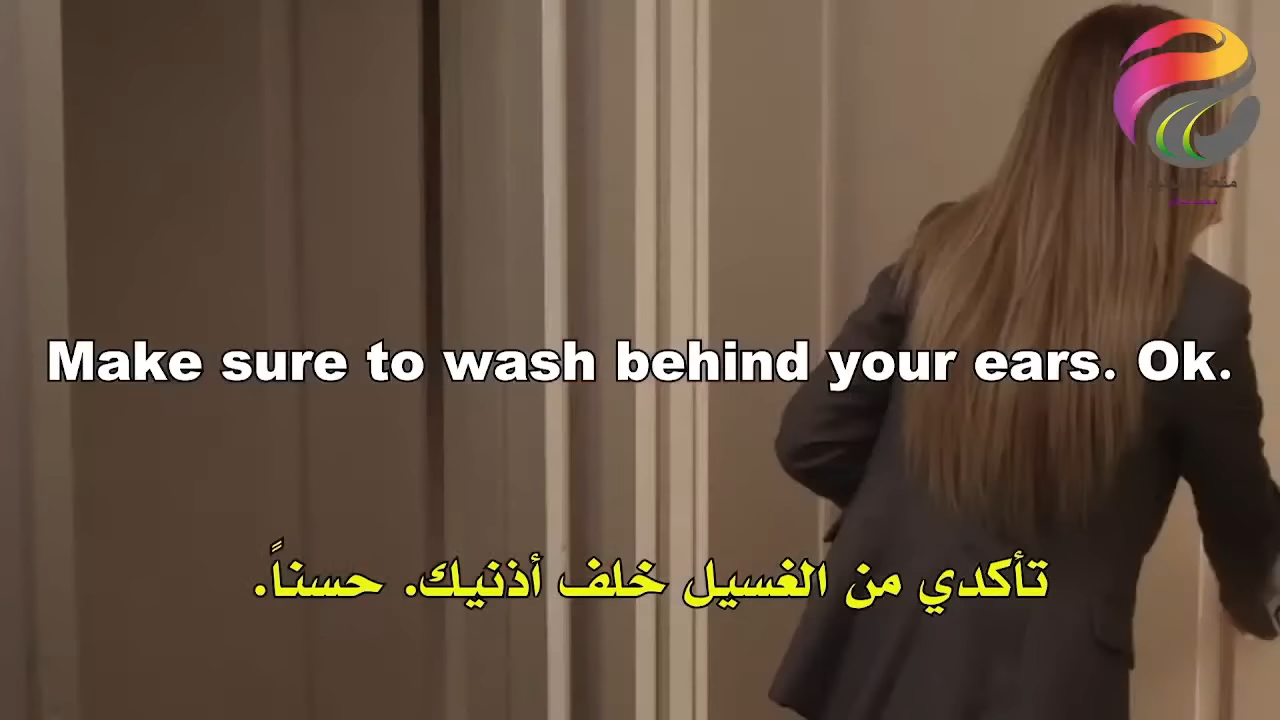 Make sure to wash behind your ears. Ok.
تأكدي من الغسيل خلف أذنيك. حسناً.